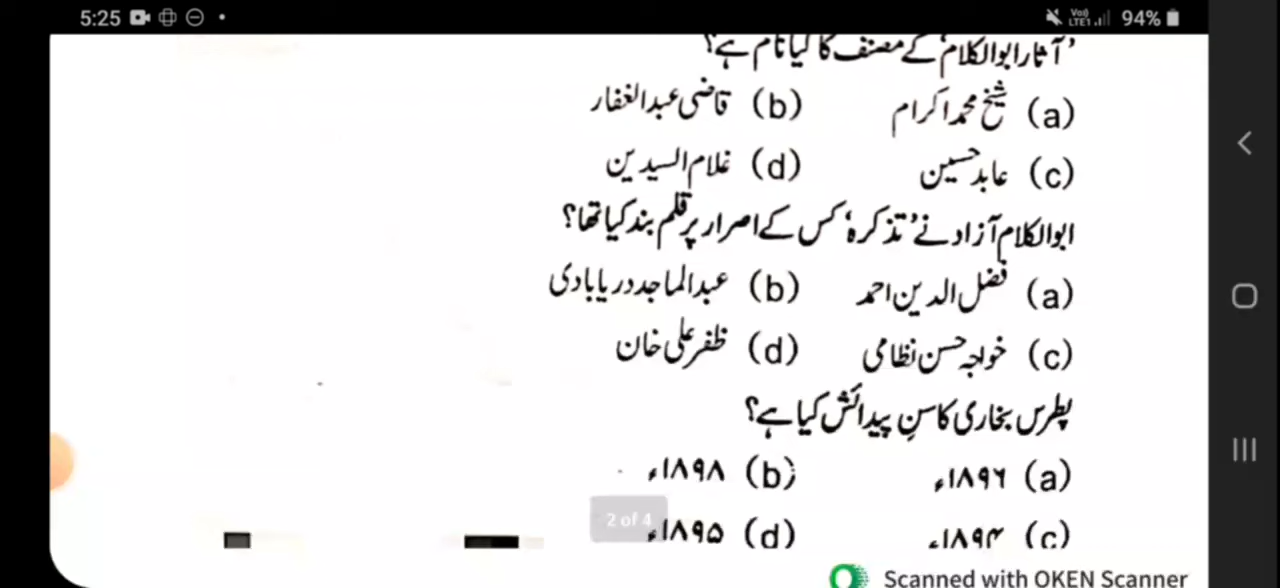 5:25 Vo) LTE1 94%
’آثار ابوالکلام‘ کے مصنف کا کیا نام ہے؟
(a) شیخ محمد اکرام (b) قاضی عبدالغفار
(c) عابد حسین (d) غلام السیدین
ابوالکلام آزاد نے ’تذکرہ‘ کس کے اصرار پر قلم بند کیا تھا؟
(a) فضل الدین احمد (b) عبدالماجد دریابادی
(c) خواجہ حسن نظامی (d) ظفر علی خان
پطرس بخاری کا سنِ پیدائش کیا ہے؟
(a) ۱۸۹۶ء (b) ۱۸۹۸ء
(c) ۱۸۹۴ء (d) ۱۸۹۵ء
2 of 4
Scanned with OKEN Scanner